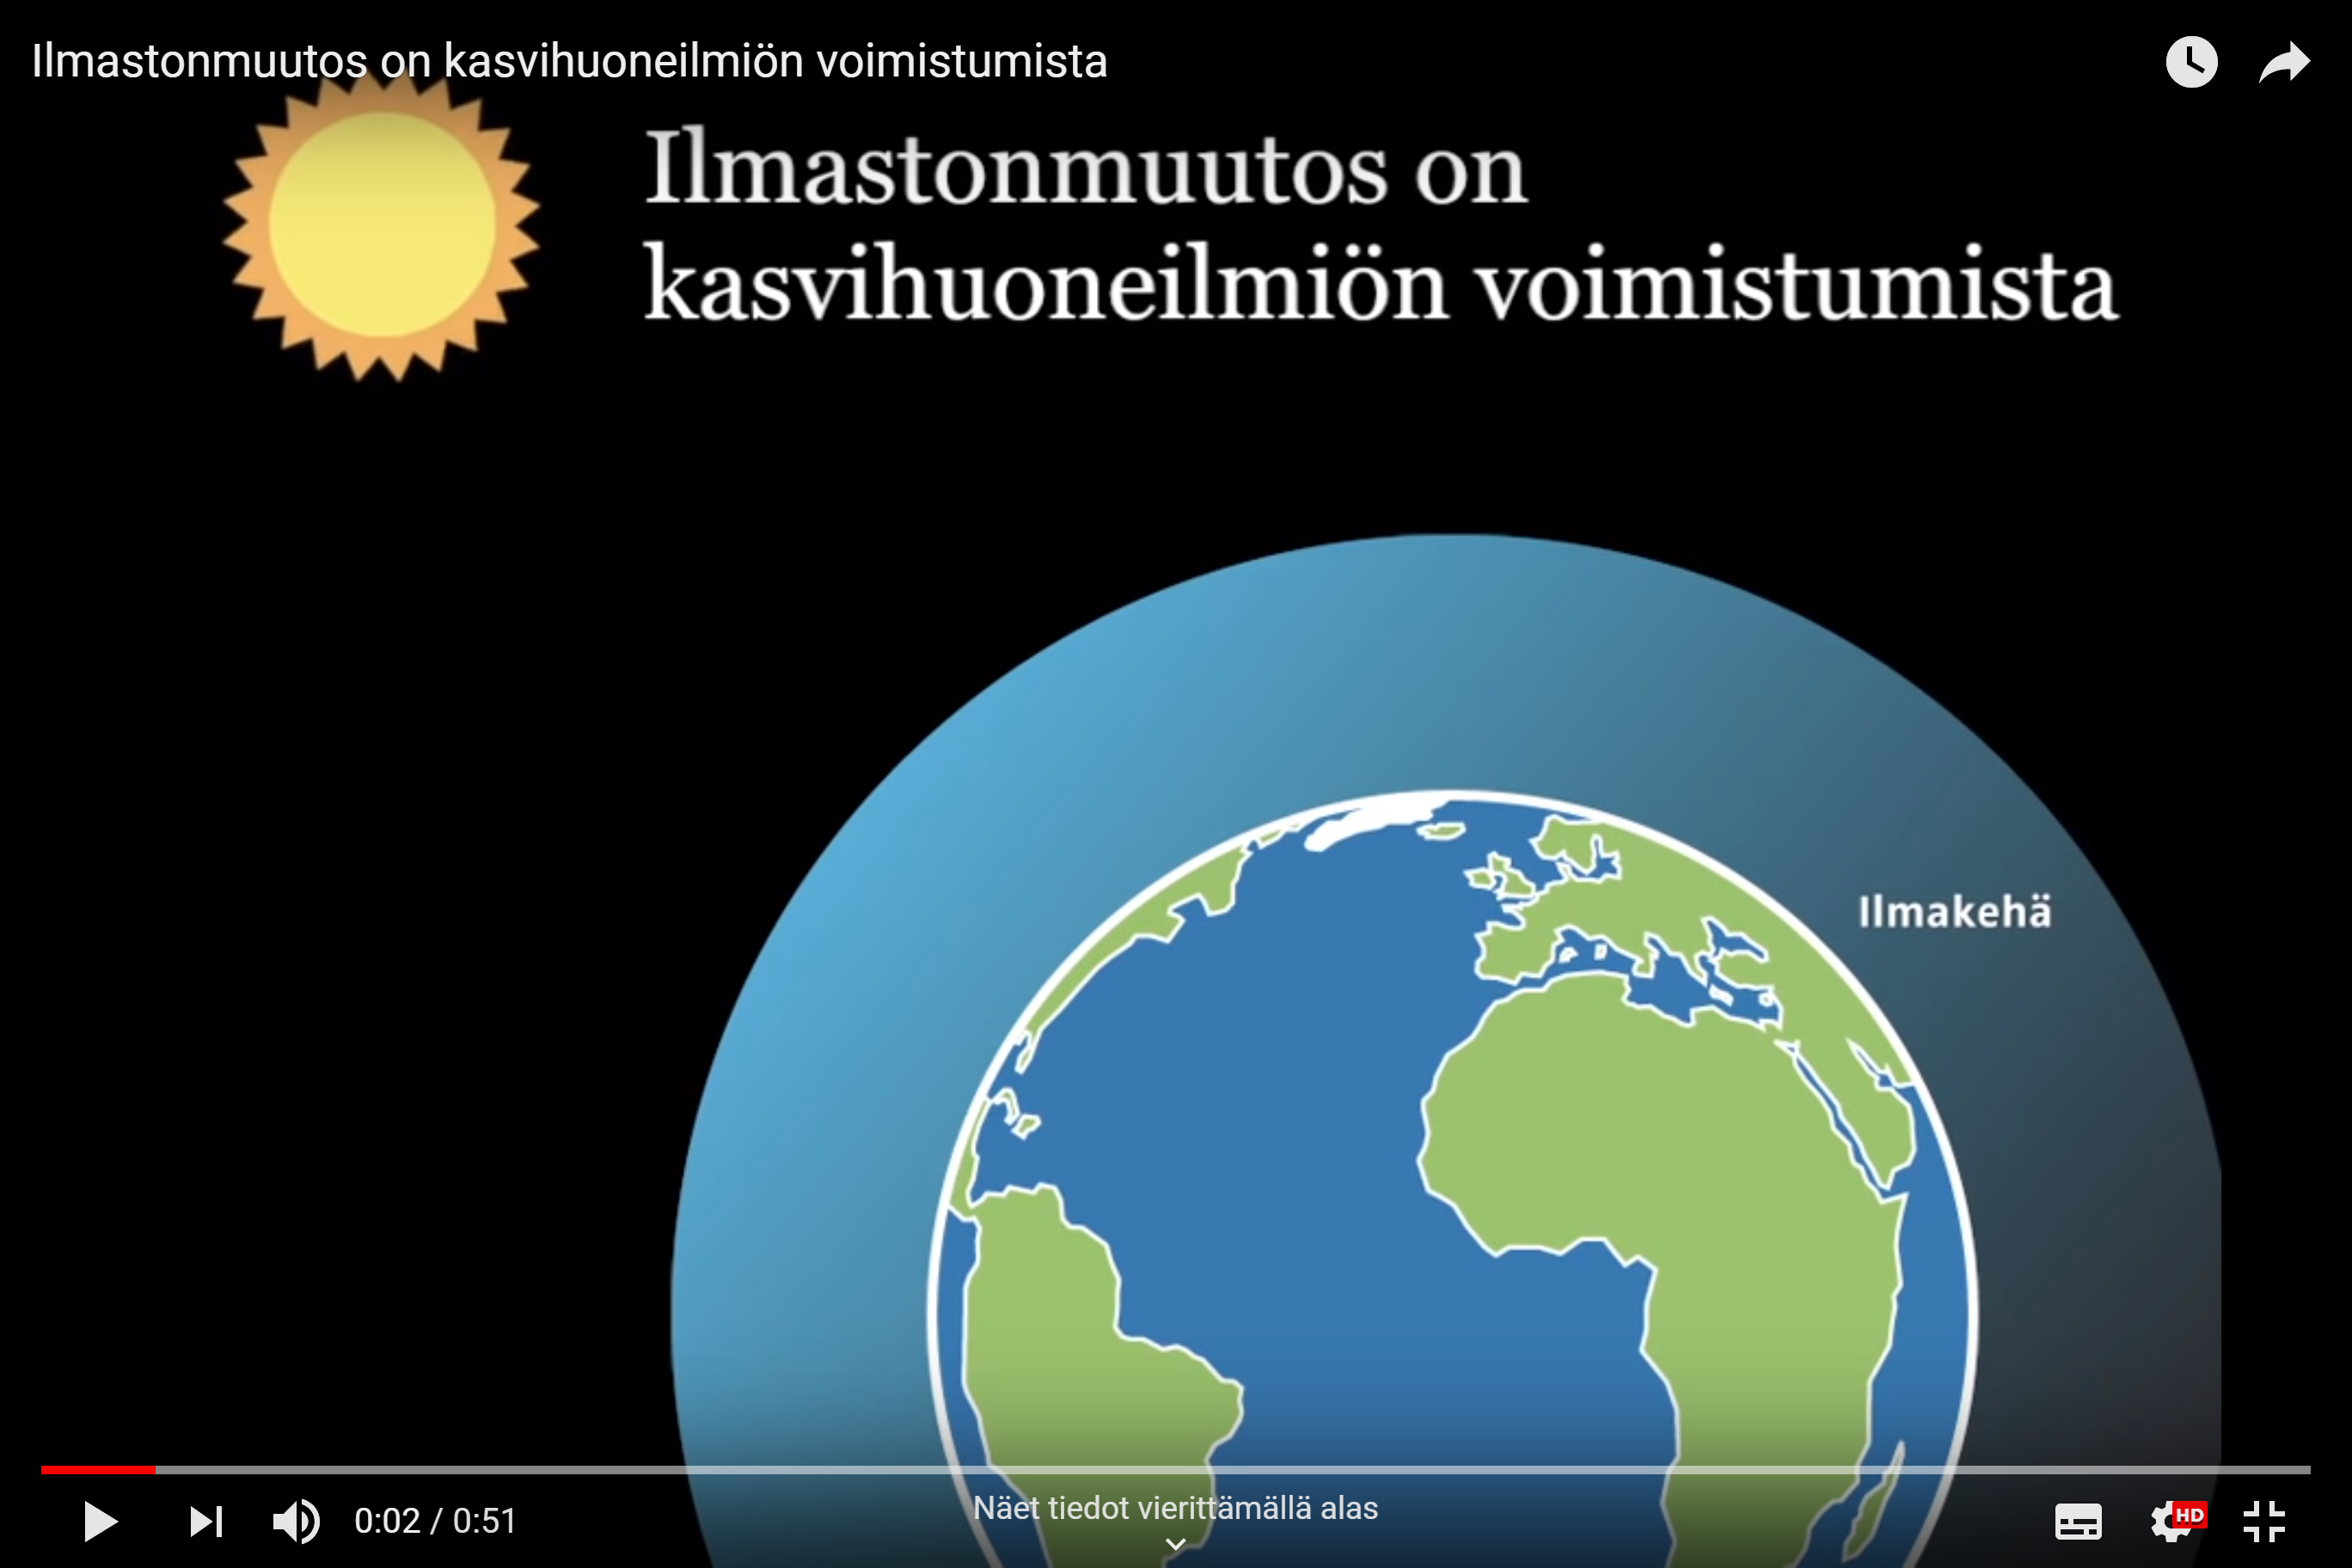 Ilmastonmuutos on kasvihuoneilmiön voimistumista
Ilmastonmuutos on
kasvihuoneilmiön voimistumista
Ilmakehä
Näet tiedot vierittämällä alas
0:02 / 0:51
HD